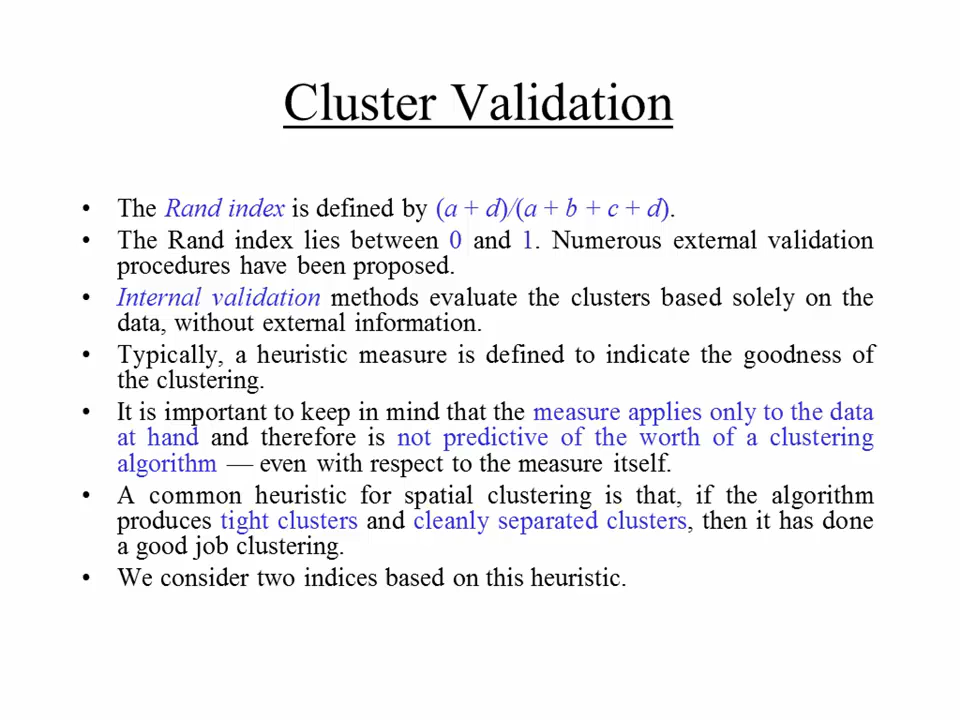 Cluster Validation
• The Rand index is defined by (a + d)/(a + b + c + d).
• The Rand index lies between 0 and 1. Numerous external validation
procedures have been proposed.
• Internal validation methods evaluate the clusters based solely on the
data, without external information.
• Typically, a heuristic measure is defined to indicate the goodness of
the clustering.
• It is important to keep in mind that the measure applies only to the data
at hand and therefore is not predictive of the worth of a clustering
algorithm — even with respect to the measure itself.
• A common heuristic for spatial clustering is that, if the algorithm
produces tight clusters and cleanly separated clusters, then it has done
a good job clustering.
• We consider two indices based on this heuristic.